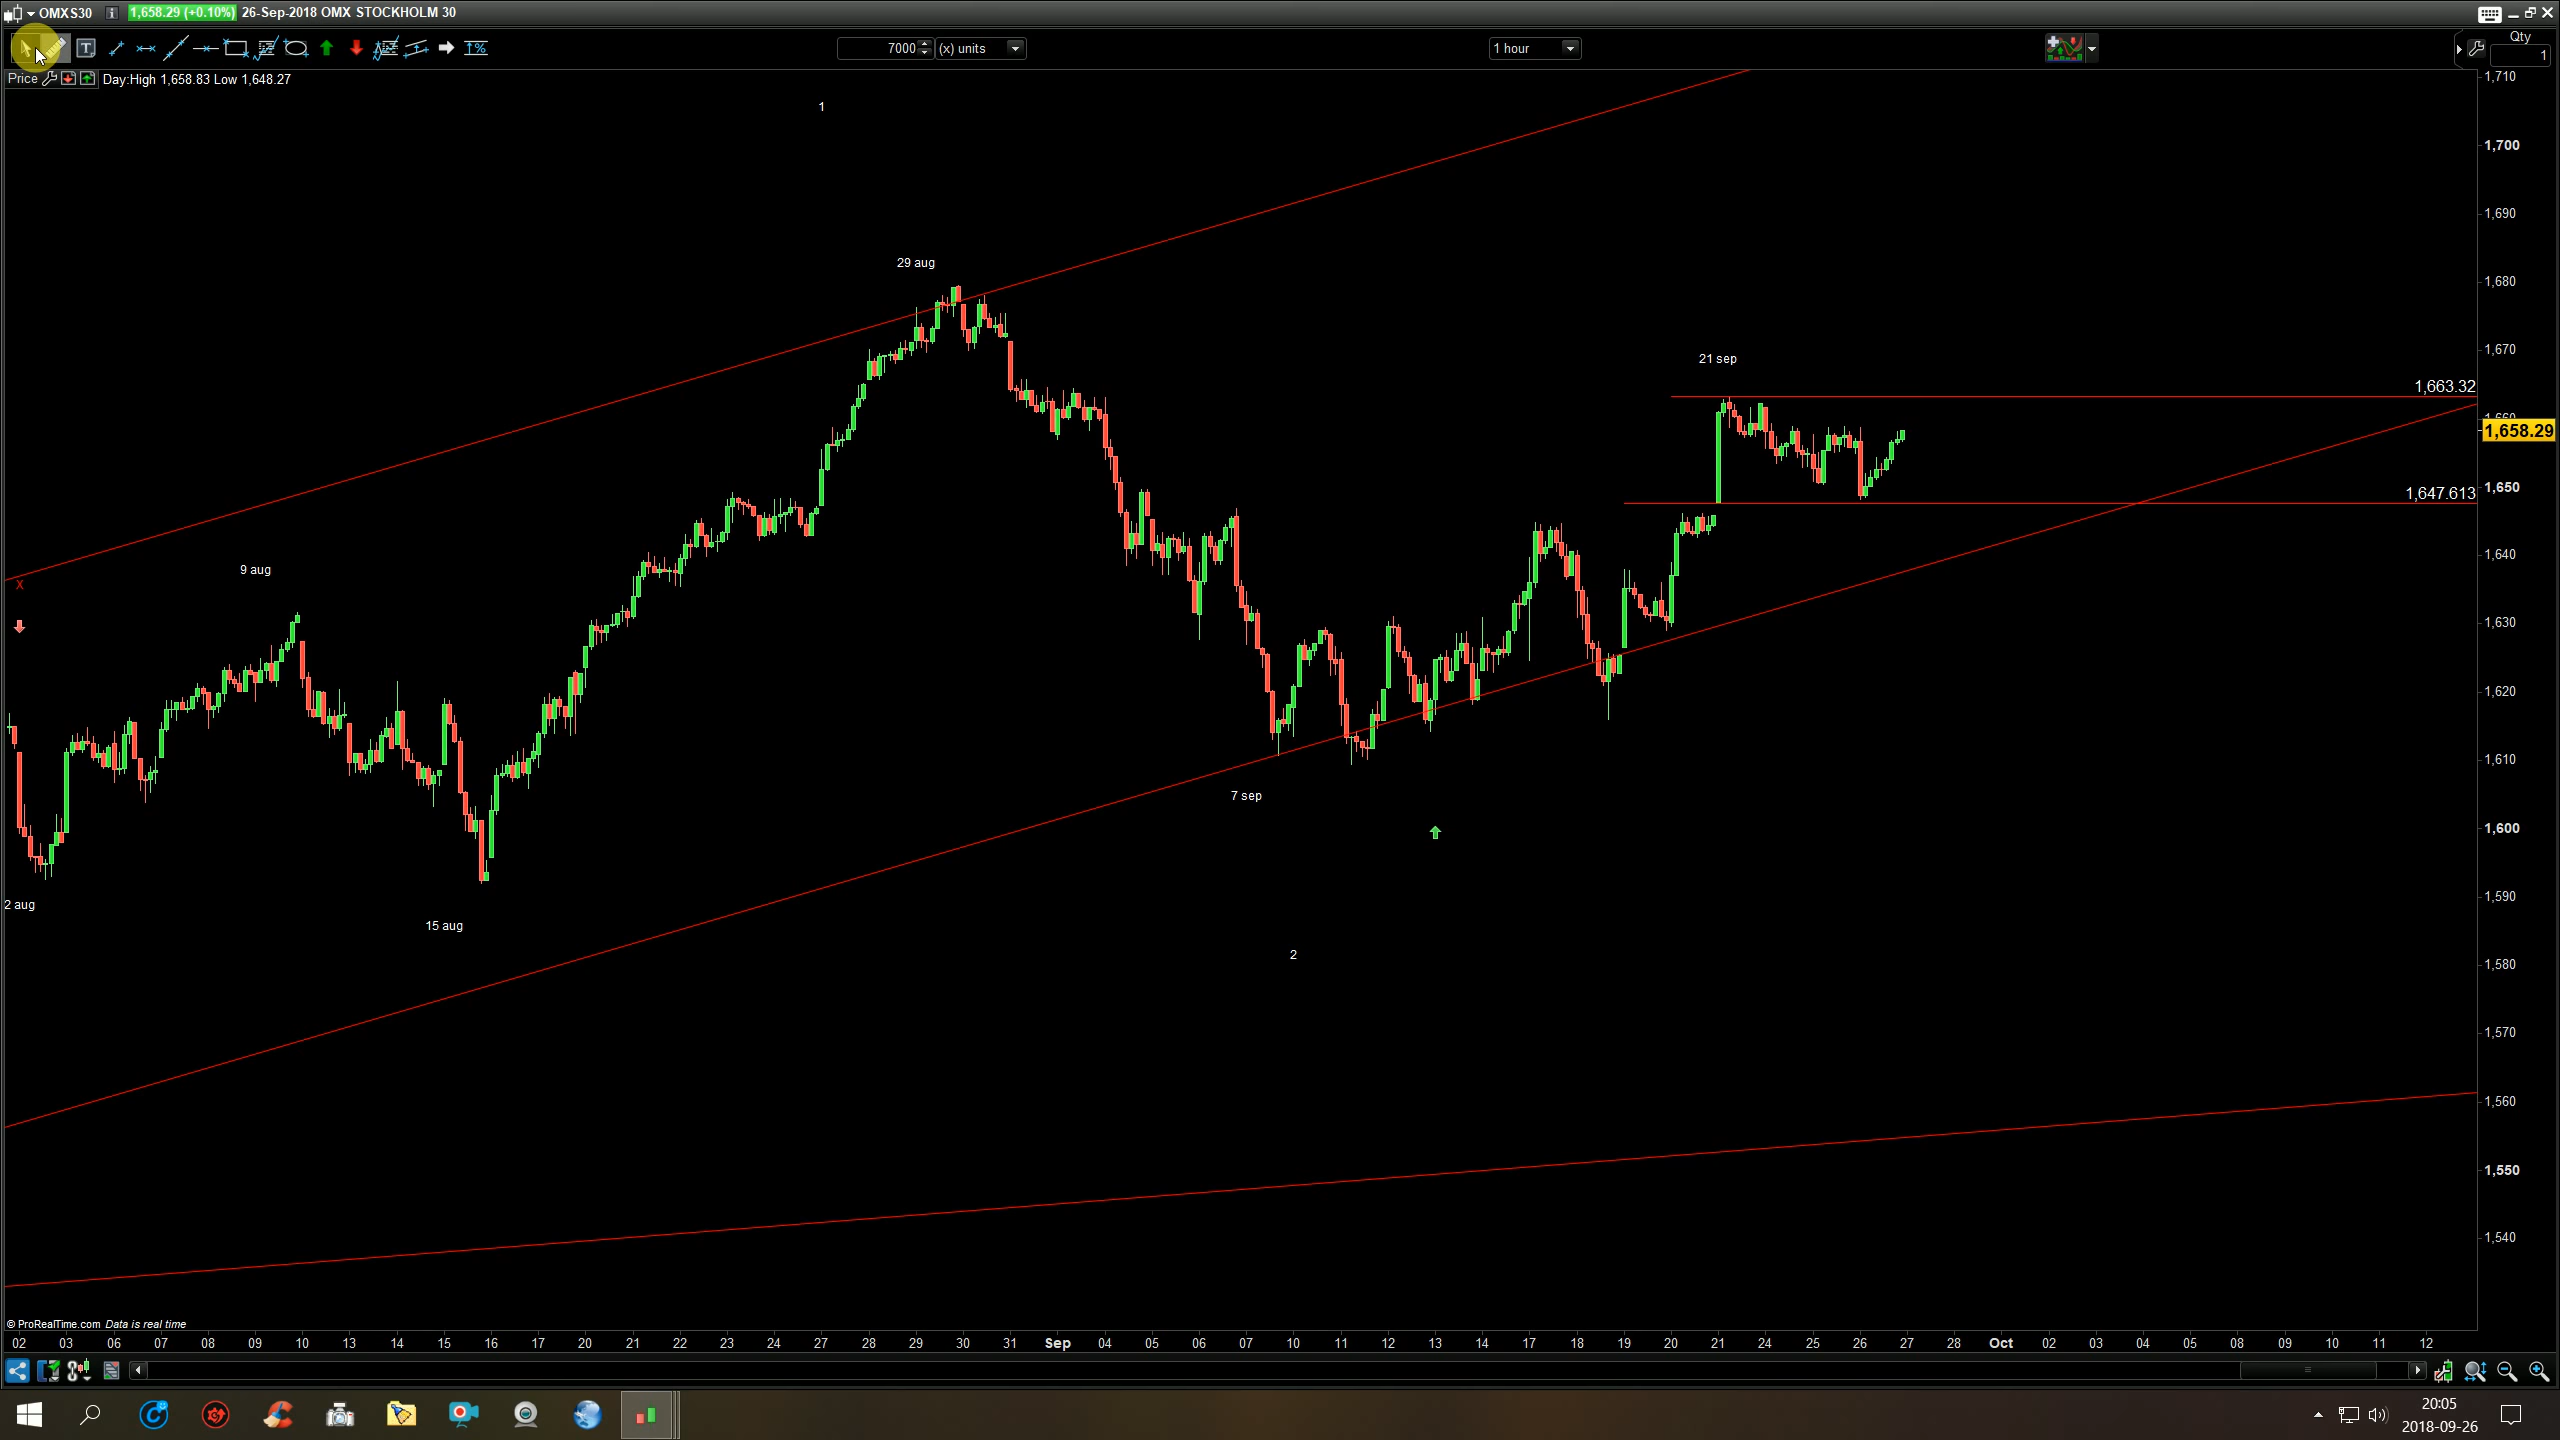 OMXS30 1,658.29 (+0.10%) 26-Sep-2018 OMX STOCKHOLM 30
7000 (x) units 1 hour Qty
1
Price Day:High 1,658.83 Low 1,648.27
1,710
1
1,700
1,690
29 aug
1,680
1,670
21 sep
1,663.32
1,660
1,658.29
1,647.613
1,650
1,640
9 aug
X
1,630
1,620
1,610
7 sep
1,600
2 aug
1,590
15 aug
2
1,580
1,570
1,560
1,550
1,540
© ProRealTime.com Data is real time
02 03 06 07 08 09 10 13 14 15 16 17 20 21 22 23 24 27 28 29 30 31 Sep 04 05 06 07 10 11 12 13 14 17 18 19 20 21 24 25 26 27 28 Oct 02 03 04 05 08 09 10 11 12
20:05
2018-09-26